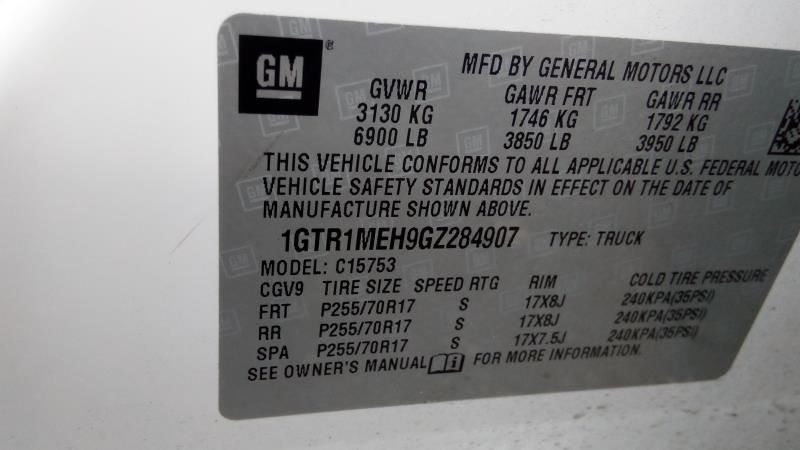 GM ®
MFD BY GENERAL MOTORS LLC
GVWR GAWR FRT GAWR RR
3130 KG 1746 KG 1792 KG
6900 LB 3850 LB 3950 LB
THIS VEHICLE CONFORMS TO ALL APPLICABLE U.S. FEDERAL MOTO
VEHICLE SAFETY STANDARDS IN EFFECT ON THE DATE OF
MANUFACTURE SHOWN ABOVE.
1GTR1MEH9GZ284907 TYPE: TRUCK
MODEL: C15753
CGV9 TIRE SIZE SPEED RTG RIM COLD TIRE PRESSURE
FRT P255/70R17 S 17X8J 240KPA(35PSI)
RR P255/70R17 S 17X8J 240KPA(35PSI)
SPA P255/70R17 S 17X7.5J 240KPA(35PSI)
SEE OWNER'S MANUAL i FOR MORE INFORMATION.